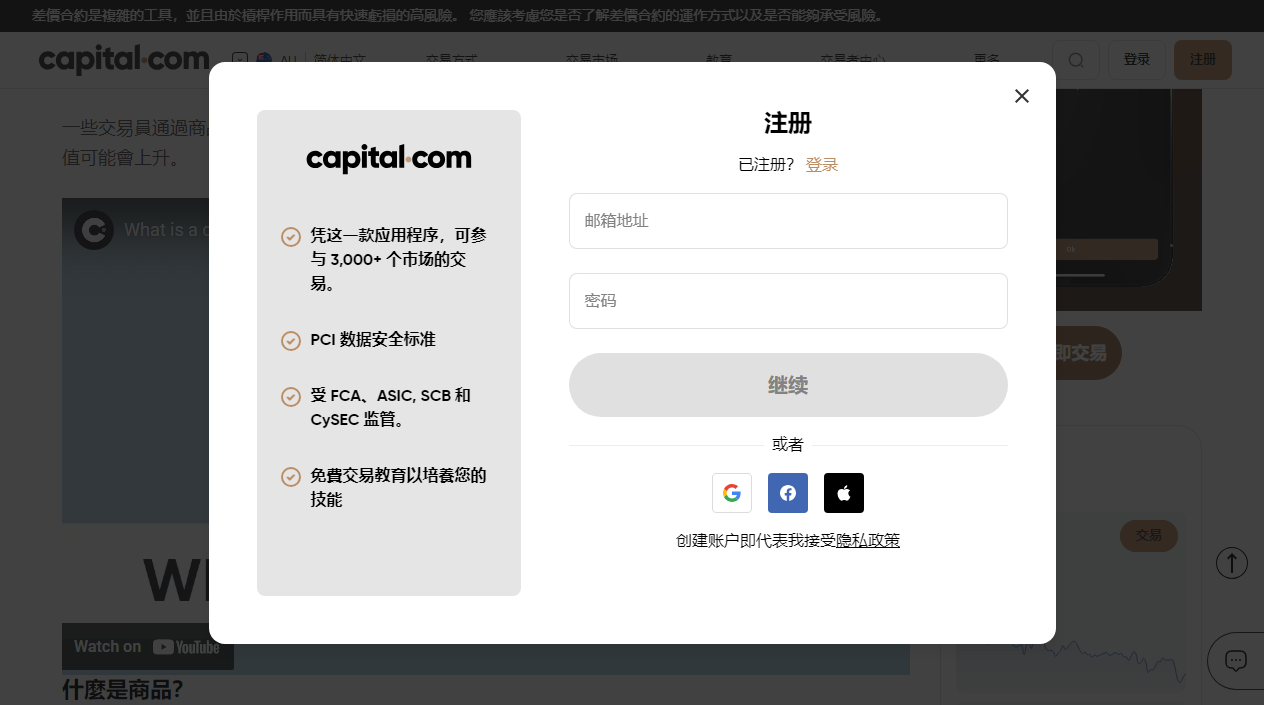 差價合約是複雜的工具，並且由於槓桿作用而具有快速虧損的高風險。 您應該考慮您是否了解差價合約的運作方式以及是否能夠承受風險。
capital.com
AU 简体中文 交易方式 交易市场 教育 交易者中心 更多 登录 注册
一些交易員通過商
值可能會上升。
What is a c
Ok
即交易
交易
Watch on YouTube
什麼是商品？
capital.com
凭这一款应用程序，可参
与 3,000+ 个市场的交
易。
PCI 数据安全标准
受 FCA、ASIC, SCB 和
CySEC 监管。
免費交易教育以培養您的
技能
注册
已注册？ 登录
邮箱地址
密码
继续
或者
创建账户即代表我接受隐私政策